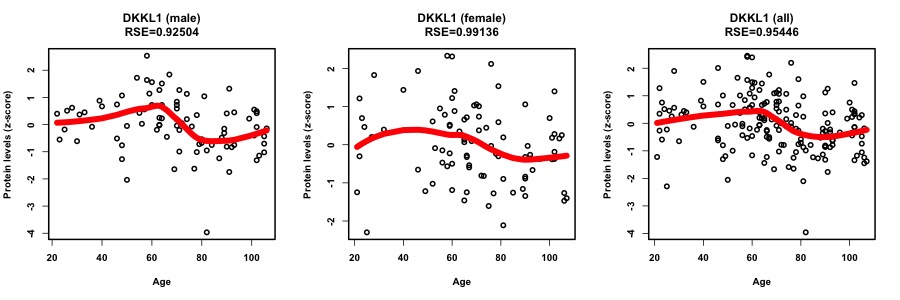 DKKL1 (male)
RSE=0.92504
Protein levels (z-score)
2
1
0
-1
-2
-3
-4
20
40
60
80
100
Age
DKKL1 (female)
RSE=0.99136
Protein levels (z-score)
2
1
0
-1
-2
20
40
60
80
100
Age
DKKL1 (all)
RSE=0.95446
Protein levels (z-score)
2
1
0
-1
-2
-3
-4
20
40
60
80
100
Age